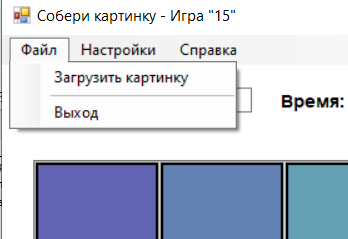 Собери картинку - Игра "15"
Файл Настройки Справка
Загрузить картинку
Время:
Выход